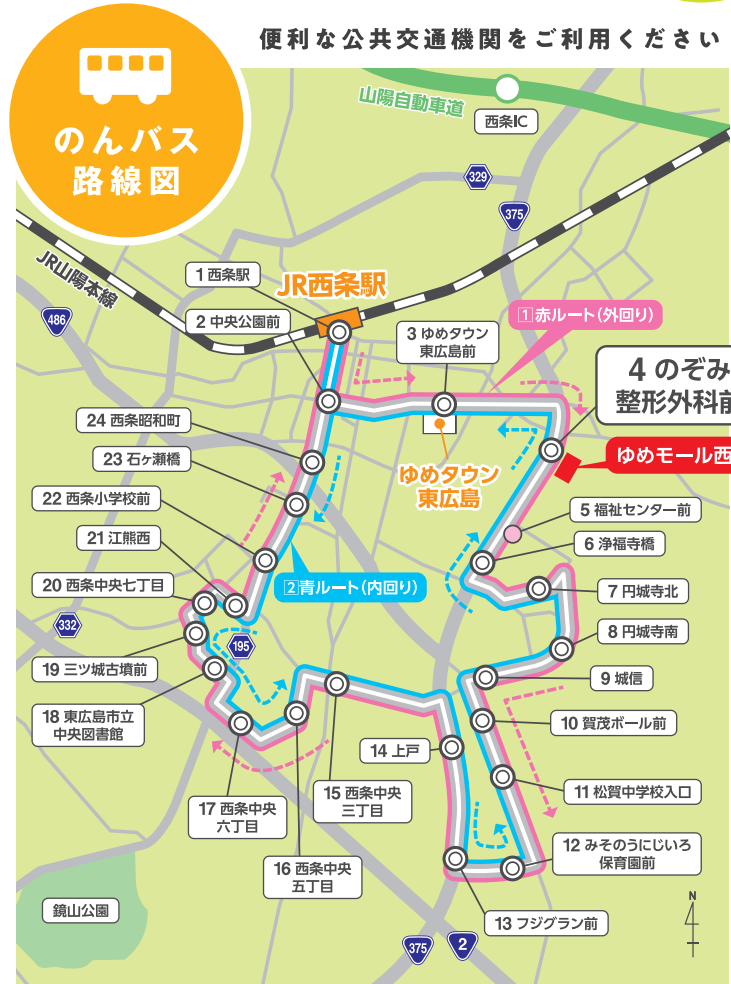 便利な公共交通機関をご利用ください
のんバス
路線図
山陽自動車道
西条IC
329
375
JR山陽本線
486
1 西条駅
JR西条駅
2 中央公園前
1 赤ルート(外回り)
3 ゆめタウン
東広島前
4 のぞみ
整形外科前
ゆめモール西
ゆめタウン
東広島
24 西条昭和町
23 石ヶ瀬橋
22 西条小学校前
21 江熊西
20 西条中央七丁目
5 福祉センター前
6 浄福寺橋
2 青ルート(内回り)
7 円城寺北
332
195
8 円城寺南
19 三ツ城古墳前
9 城信
18 東広島市立
中央図書館
10 賀茂ボール前
14 上戸
11 松賀中学校入口
15 西条中央
三丁目
17 西条中央
六丁目
16 西条中央
五丁目
12 みそのうにじいろ
保育園前
13 フジグラン前
鏡山公園
375
2
N